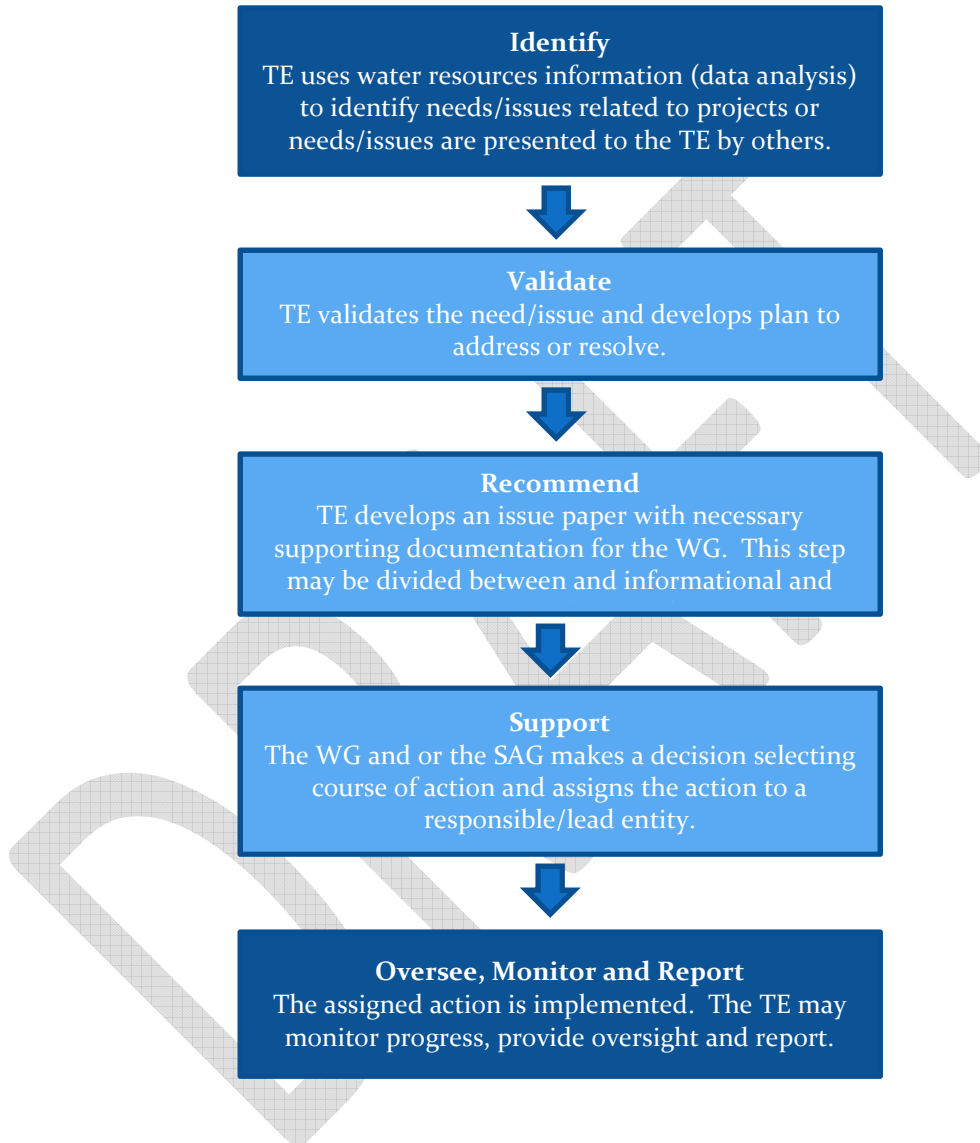 Identify
TE uses water resources information (data analysis)
to identify needs/issues related to projects or
needs/issues are presented to the TE by others.
Validate
TE validates the need/issue and develops plan to
address or resolve.
Recommend
TE develops an issue paper with necessary
supporting documentation for the WG.  This step
may be divided between and informational and
Support
The WG and or the SAG makes a decision selecting
course of action and assigns the action to a
responsible/lead entity.
Oversee, Monitor and Report
The assigned action is implemented.  The TE may
monitor progress, provide oversight and report.
DRAFT